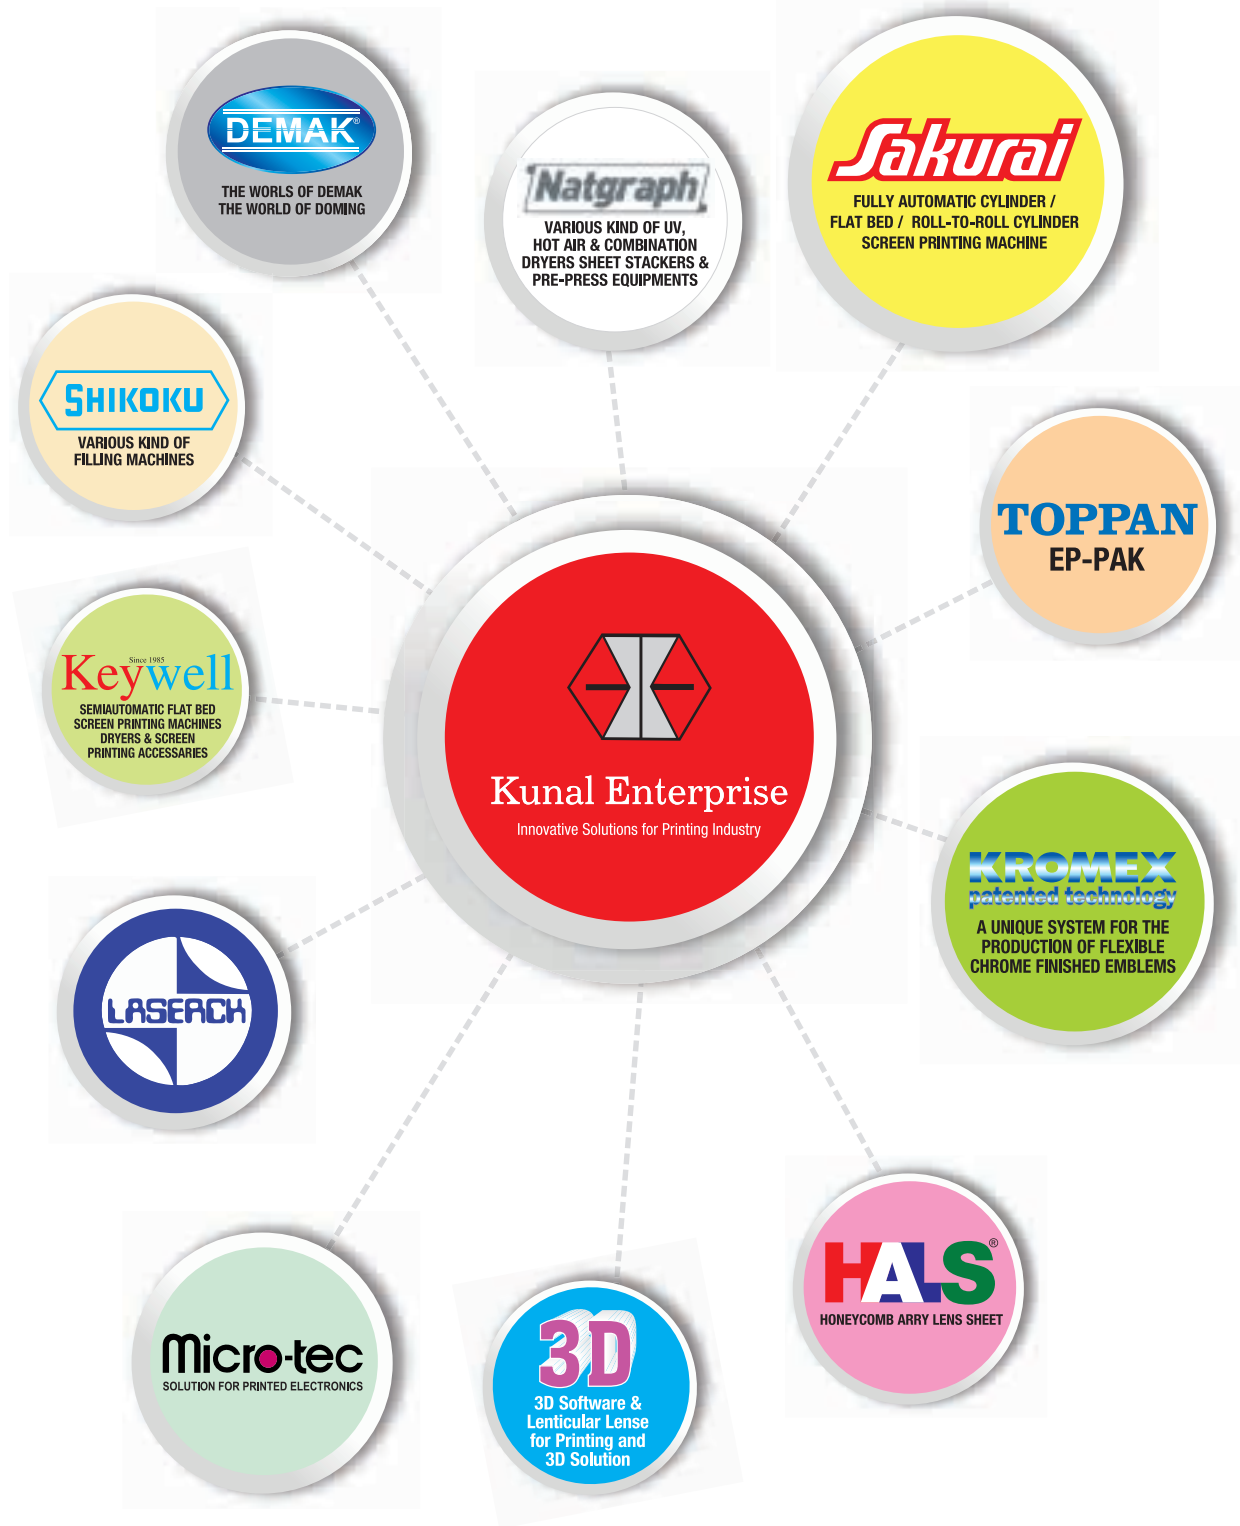 DEMAK®
THE WORLS OF DEMAK
THE WORLD OF DOMING
Natgraph
VARIOUS KIND OF UV,
HOT AIR & COMBINATION
DRYERS SHEET STACKERS &
PRE-PRESS EQUIPMENTS
Sakurai
FULLY AUTOMATIC CYLINDER /
FLAT BED / ROLL-TO-ROLL CYLINDER
SCREEN PRINTING MACHINE
SHIKOKU
VARIOUS KIND OF
FILLING MACHINES
TOPPAN
EP-PAK
Since 1985
Keywell
SEMIAUTOMATIC FLAT BED
SCREEN PRINTING MACHINES
DRYERS & SCREEN
PRINTING ACCESSARIES
Kunal Enterprise
Innovative Solutions for Printing Industry
KROMEX
patented technology
A UNIQUE SYSTEM FOR THE
PRODUCTION OF FLEXIBLE
CHROME FINISHED EMBLEMS
LASERCK
HALS®
HONEYCOMB ARRY LENS SHEET
Micro-tec
SOLUTION FOR PRINTED ELECTRONICS
3D
3D Software &
Lenticular Lense
for Printing and
3D Solution